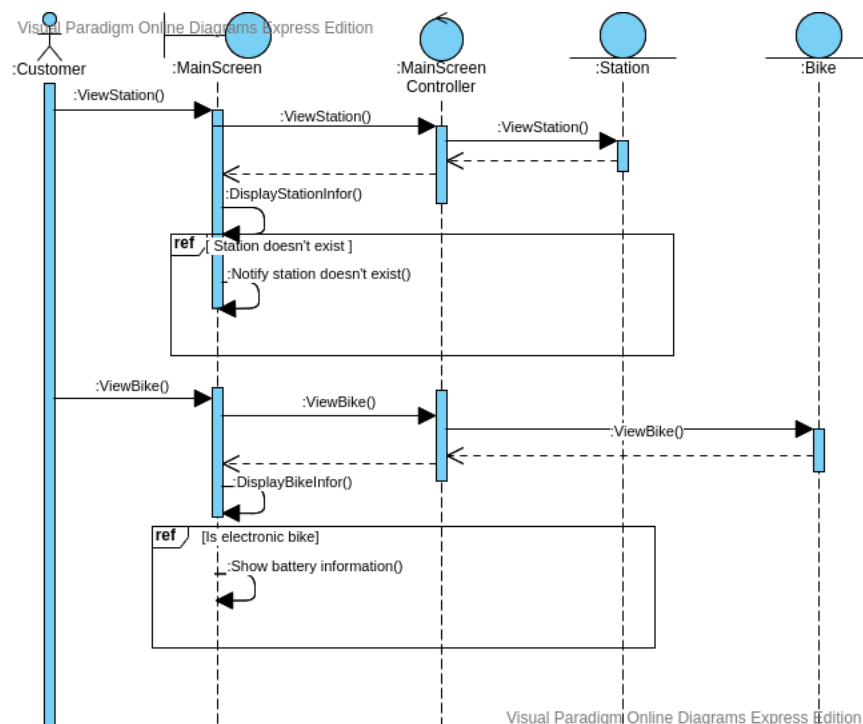 Visual Paradigm Online Diagrams Express Edition
:Customer
:MainScreen
:MainScreen
Controller
:Station
:Bike
:ViewStation()
:ViewStation()
:ViewStation()
:DisplayStationInfor()
ref
[ Station doesn't exist ]
:Notify station doesn't exist()
:ViewBike()
:ViewBike()
:ViewBike()
:DisplayBikeInfor()
ref
[Is electronic bike]
:Show battery information()
Visual Paradigm Online Diagrams Express Edition